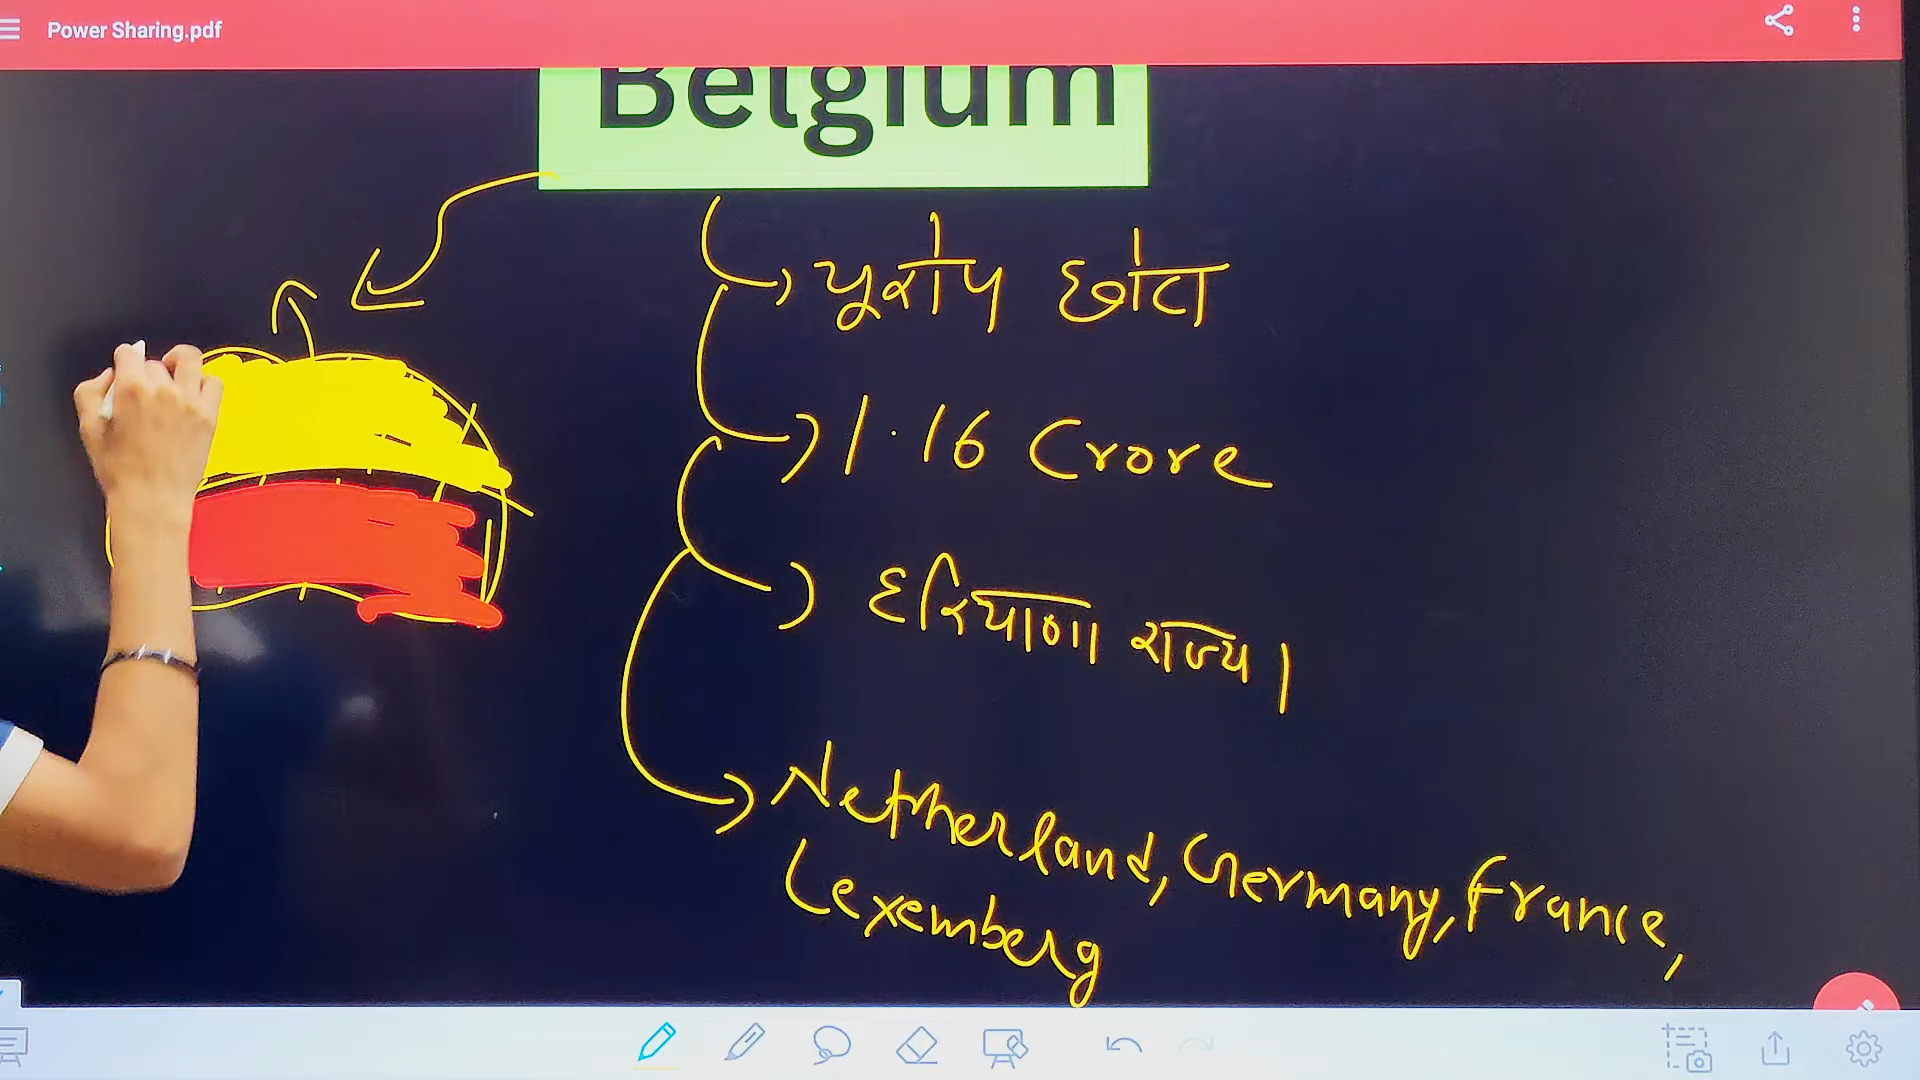 Power Sharing.pdf
Belgium
यूरोप छोटा
1.16 Crore
हरियाणा राज्य।
Netherland, Germany, France,
Lexemberg